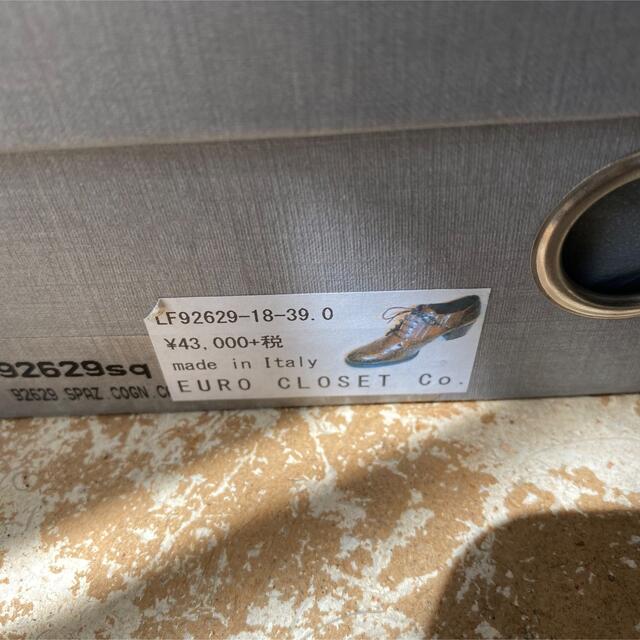 LF92629-18-39.0
¥43,000+税
made in Italy
EURO CLOSET Co.
92629sq
92629 SPAZ.COGN.